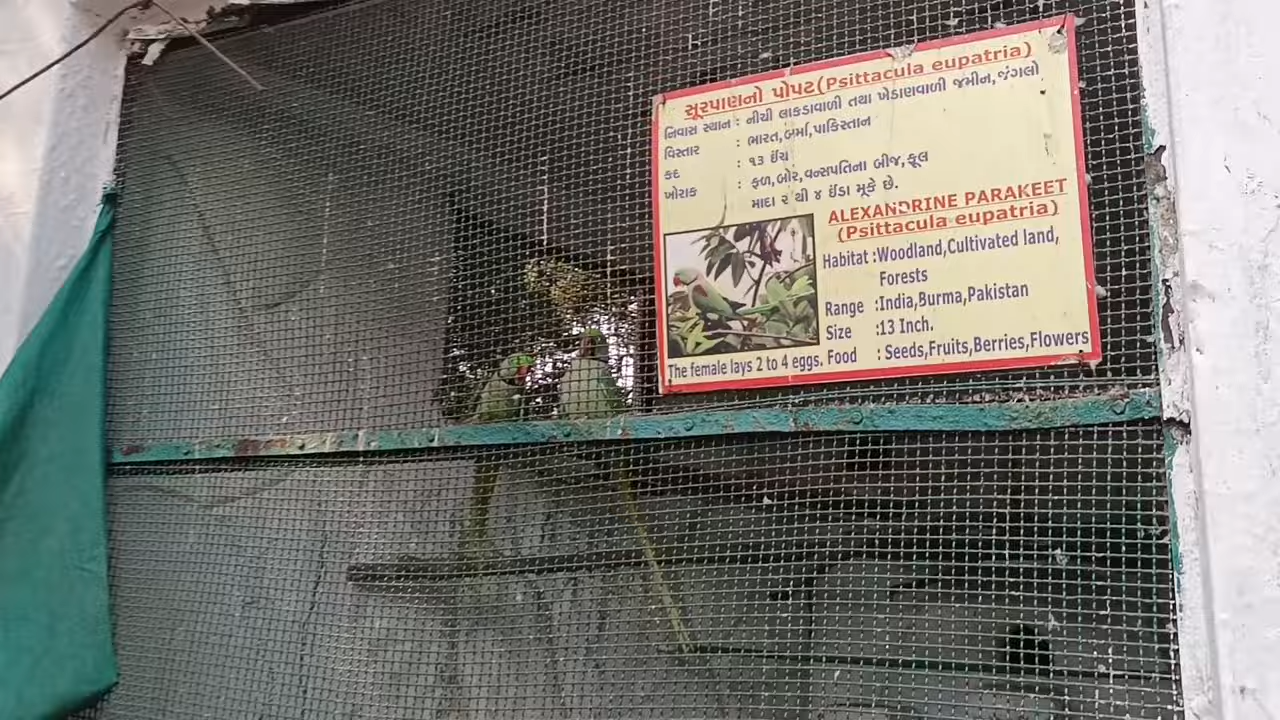 સૂરપાણનો પોપટ(Psittacula eupatria)
નિવાસ સ્થાન : નીચી લાકડાવાળી તથા ખેડાણવાળી જમીન,જંગલો
વિસ્તાર : ભારત,બર્મા,પાકિસ્તાન
કદ : ૧૩ ઈંચ
ખોરાક : ફળ,બોર,વનસ્પતિના બીજ,ફૂલ
માદા ૨ થી ૪ ઈંડા મૂકે છે.
ALEXANDRINE PARAKEET
(Psittacula eupatria)
Habitat :Woodland,Cultivated land,
Forests
Range :India,Burma,Pakistan
Size :13 Inch.
The female lays 2 to 4 eggs. Food : Seeds,Fruits,Berries,Flowers